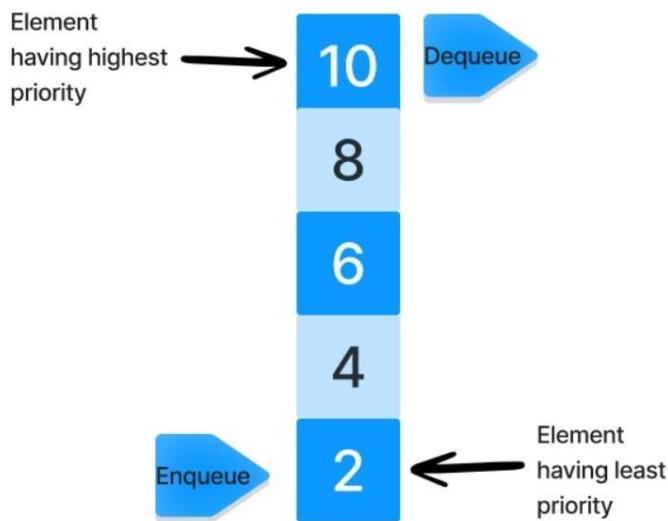 Element
having highest
priority
10
Dequeue
8
6
4
2
Enqueue
Element
having least
priority